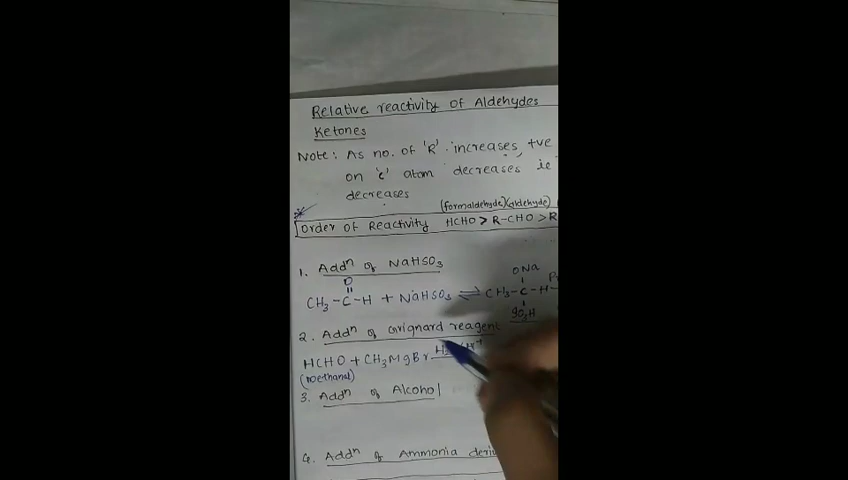 Relative reactivity of Aldehydes
Ketones
Note: As no. of 'R' increases, +ve
on 'c' atom decreases ie
decreases
(formaldehyde) (aldehyde)
Order of Reactivity HCHO > R-CHO > R
1. Addn of NaHSO3
O ONa
CH3-C-H + NaHSO3 ⇌ CH3-C-H
SO3H
2. Addn of Grignard reagent
HCHO + CH3MgBr
3. Addn of Alcohol
4. Addn of Ammonia deri